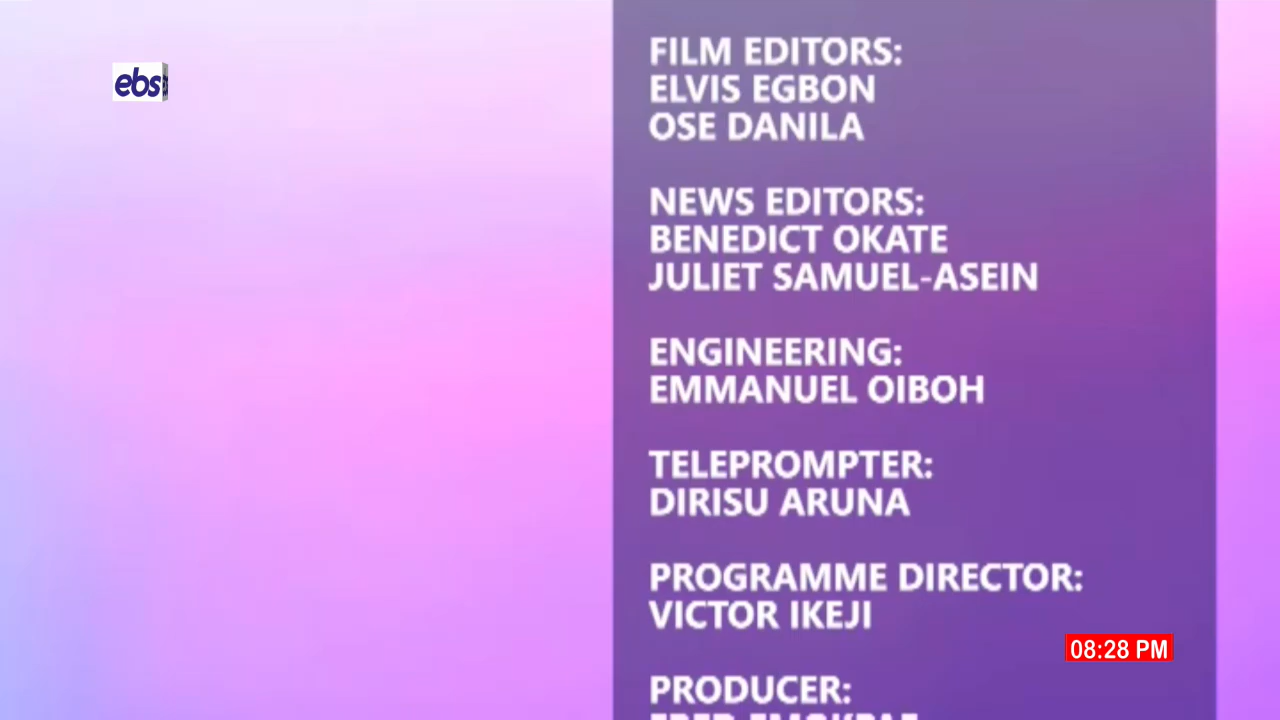 ebs
FILM EDITORS:
ELVIS EGBON
OSE DANILA
NEWS EDITORS:
BENEDICT OKATE
JULIET SAMUEL-ASEIN
ENGINEERING:
EMMANUEL OIBOH
TELEPROMPTER:
DIRISU ARUNA
PROGRAMME DIRECTOR:
VICTOR IKEJI
08:28 PM
PRODUCER: